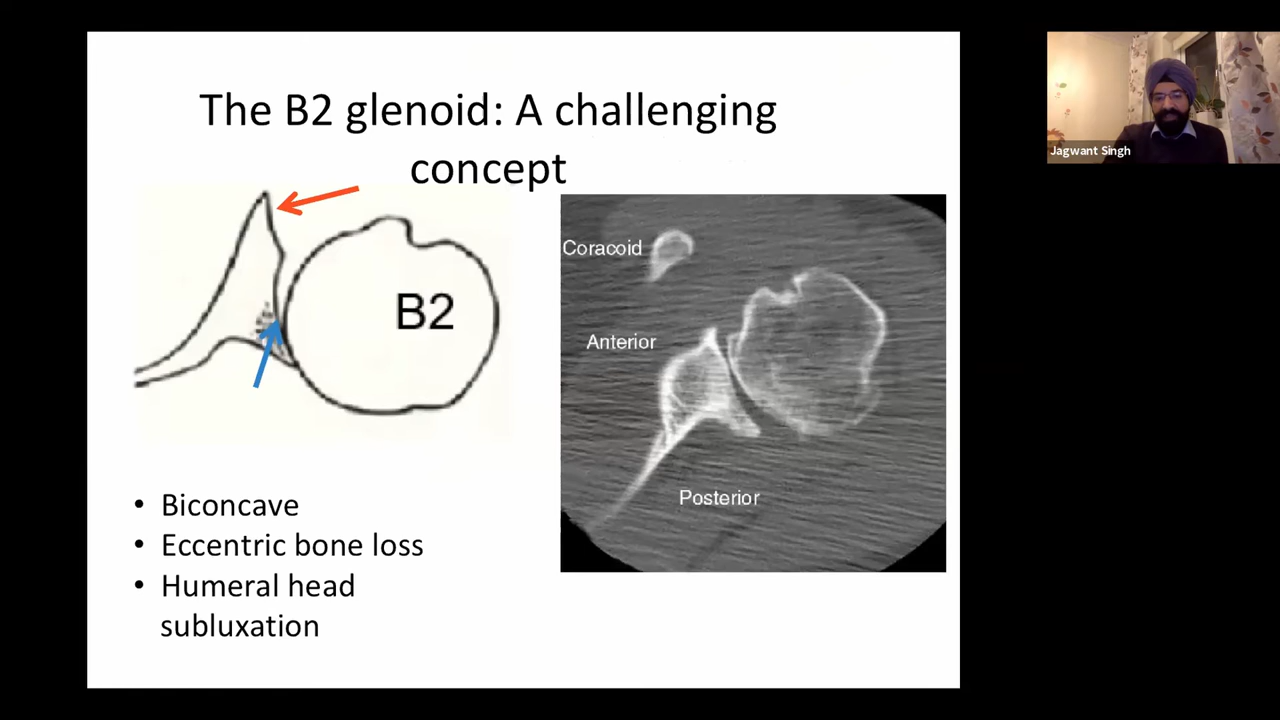 The B2 glenoid: A challenging
concept
B2
Coracoid
Anterior
Posterior
• Biconcave
• Eccentric bone loss
• Humeral head
subluxation
Jagwant Singh